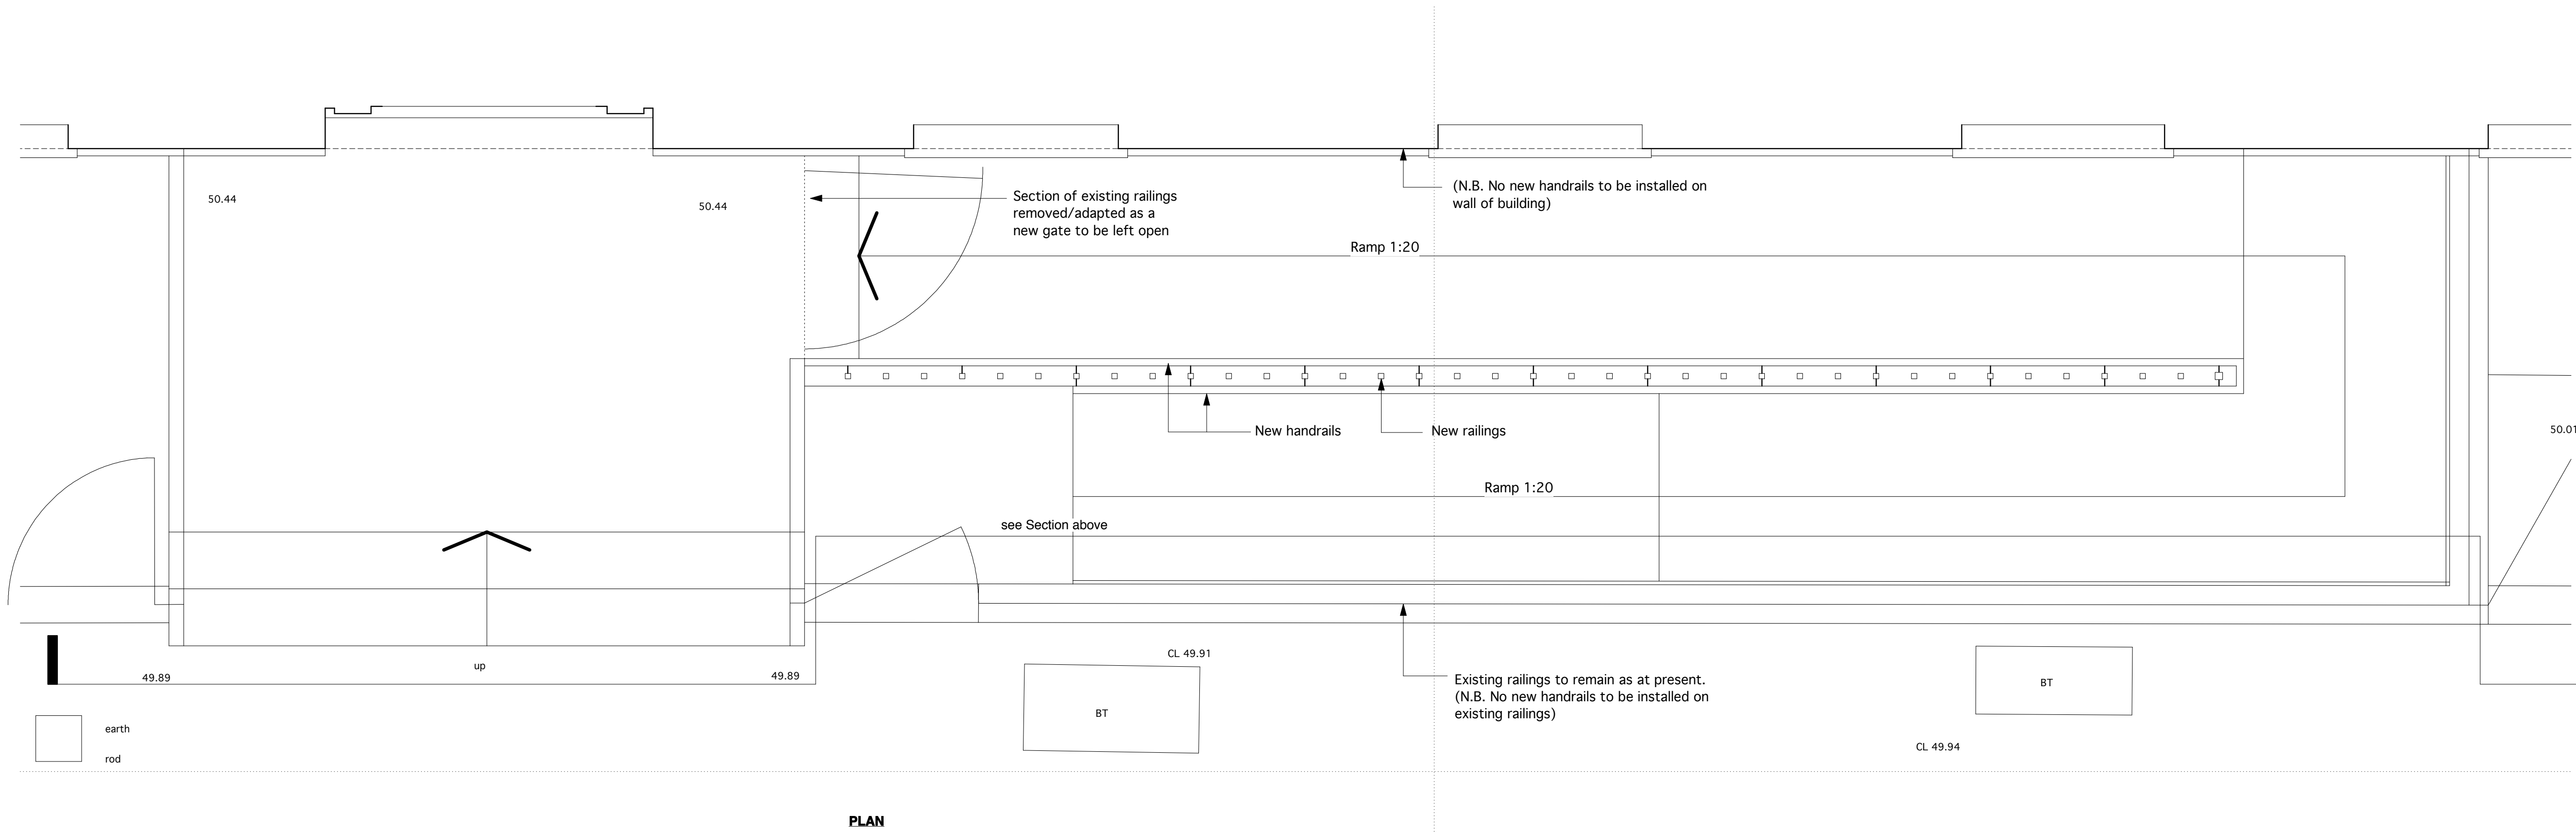 50.44
50.44
Section of existing railings
removed/adapted as a
new gate to be left open
(N.B. No new handrails to be installed on
wall of building)
Ramp 1:20
New handrails
New railings
50.01
Ramp 1:20
see Section above
up
49.89
49.89
CL 49.91
BT
Existing railings to remain as at present.
(N.B. No new handrails to be installed on
existing railings)
BT
CL 49.94
earth
rod
PLAN